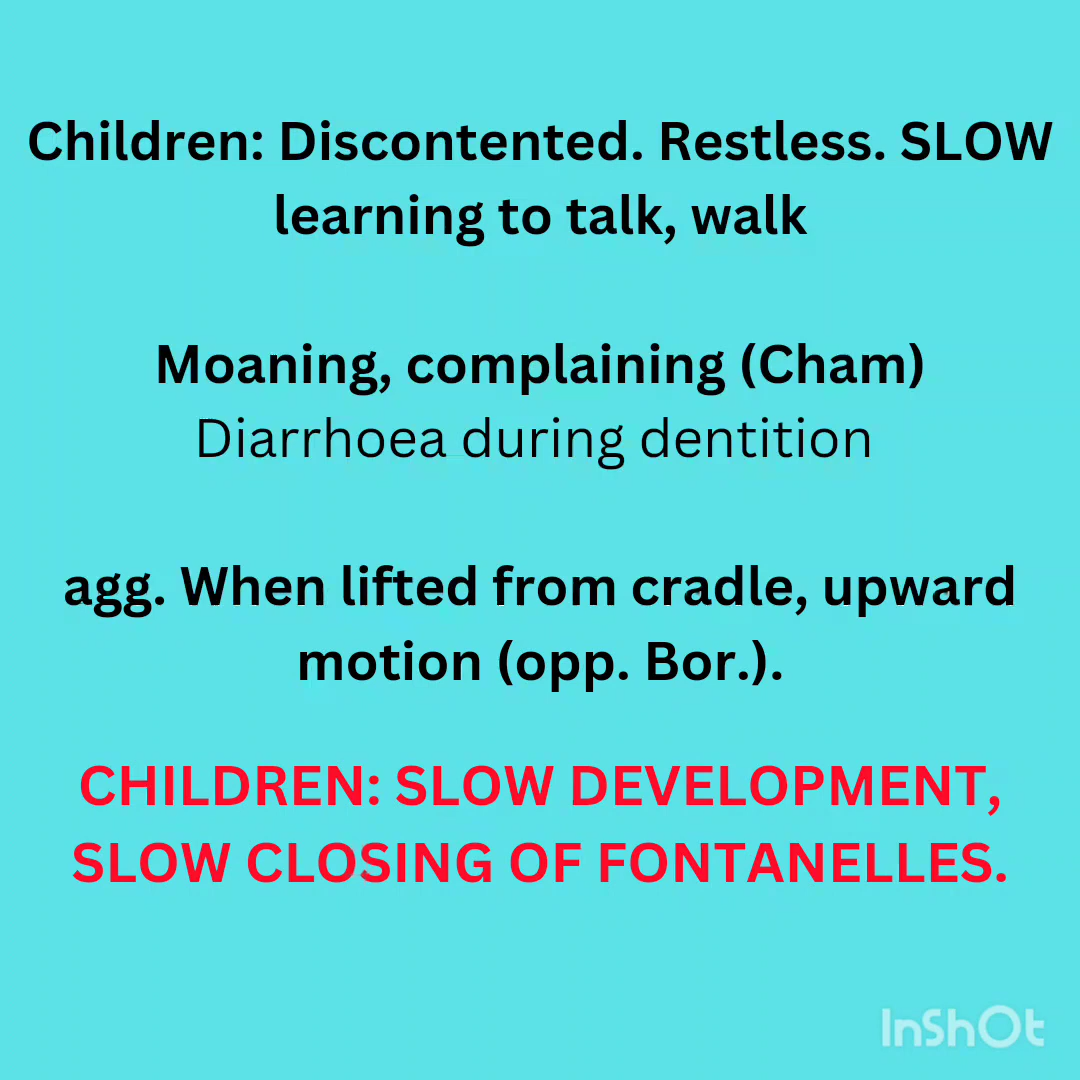 Children: Discontented. Restless. SLOW
learning to talk, walk
Moaning, complaining (Cham)
Diarrhoea during dentition
agg. When lifted from cradle, upward
motion (opp. Bor.).
CHILDREN: SLOW DEVELOPMENT,
SLOW CLOSING OF FONTANELLES.
InShOt